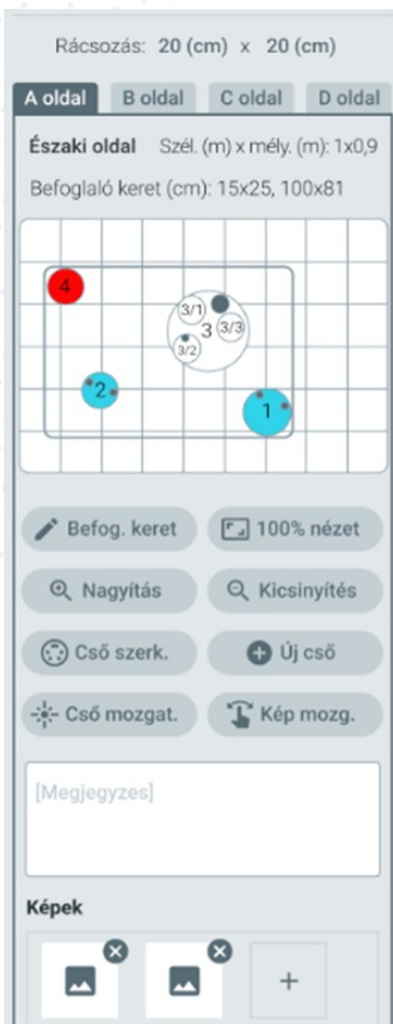 Rácsozás: 20 (cm) x 20 (cm)
A oldal B oldal C oldal D oldal
Északi oldal Szél. (m) x mély. (m): 1x0,9
Befoglaló keret (cm): 15x25, 100x81
4
3/1
3 3/3
3/2
2
1
Befog. keret 100% nézet
Nagyítás Kicsinyítés
Cső szerk. Új cső
Cső mozgat. Kép mozg.
[Megjegyzes]
Képek